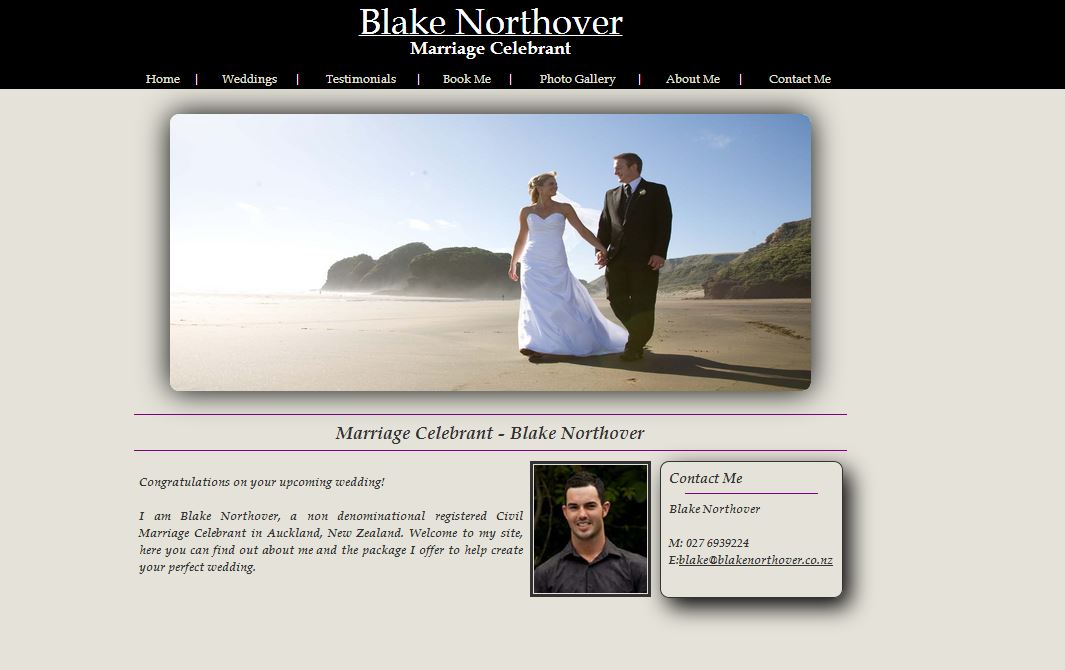 Blake Northover
Marriage Celebrant
Home | Weddings | Testimonials | Book Me | Photo Gallery | About Me | Contact Me
Marriage Celebrant - Blake Northover
Congratulations on your upcoming wedding!
I am Blake Northover, a non denominational registered Civil
Marriage Celebrant in Auckland, New Zealand. Welcome to my site,
here you can find out about me and the package I offer to help create
your perfect wedding.
Contact Me
Blake Northover
M: 027 6939224
E:blake@blakenorthover.co.nz